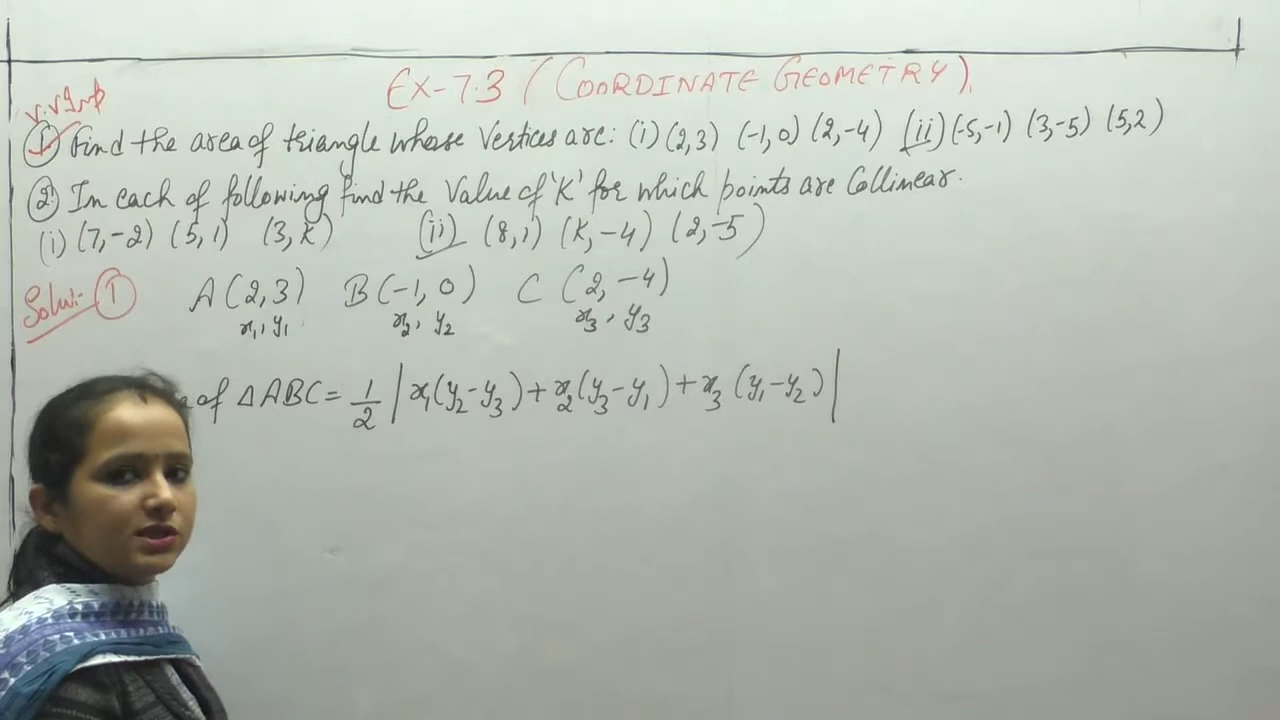 EX-7.3 (COORDINATE GEOMETRY).
v.v Imp
① Find the area of triangle whose Vertices are: (i) (2,3) (-1,0) (2,-4) (ii) (-5,-1) (3,-5) (5,2)
② In each of following find the Value of 'K' for which points are Collinear.
(i) (7,-2) (5,1) (3,K) (ii) (8,1) (K,-4) (2,-5)
Solu:- ① A(2,3) B(-1,0) C (2,-4)
x₁, y₁ x₂, y₂ x₃, y₃
of ΔABC = 1/2 |x₁(y₂-y₃)+x₂(y₃-y₁)+x₃(y₁-y₂)|